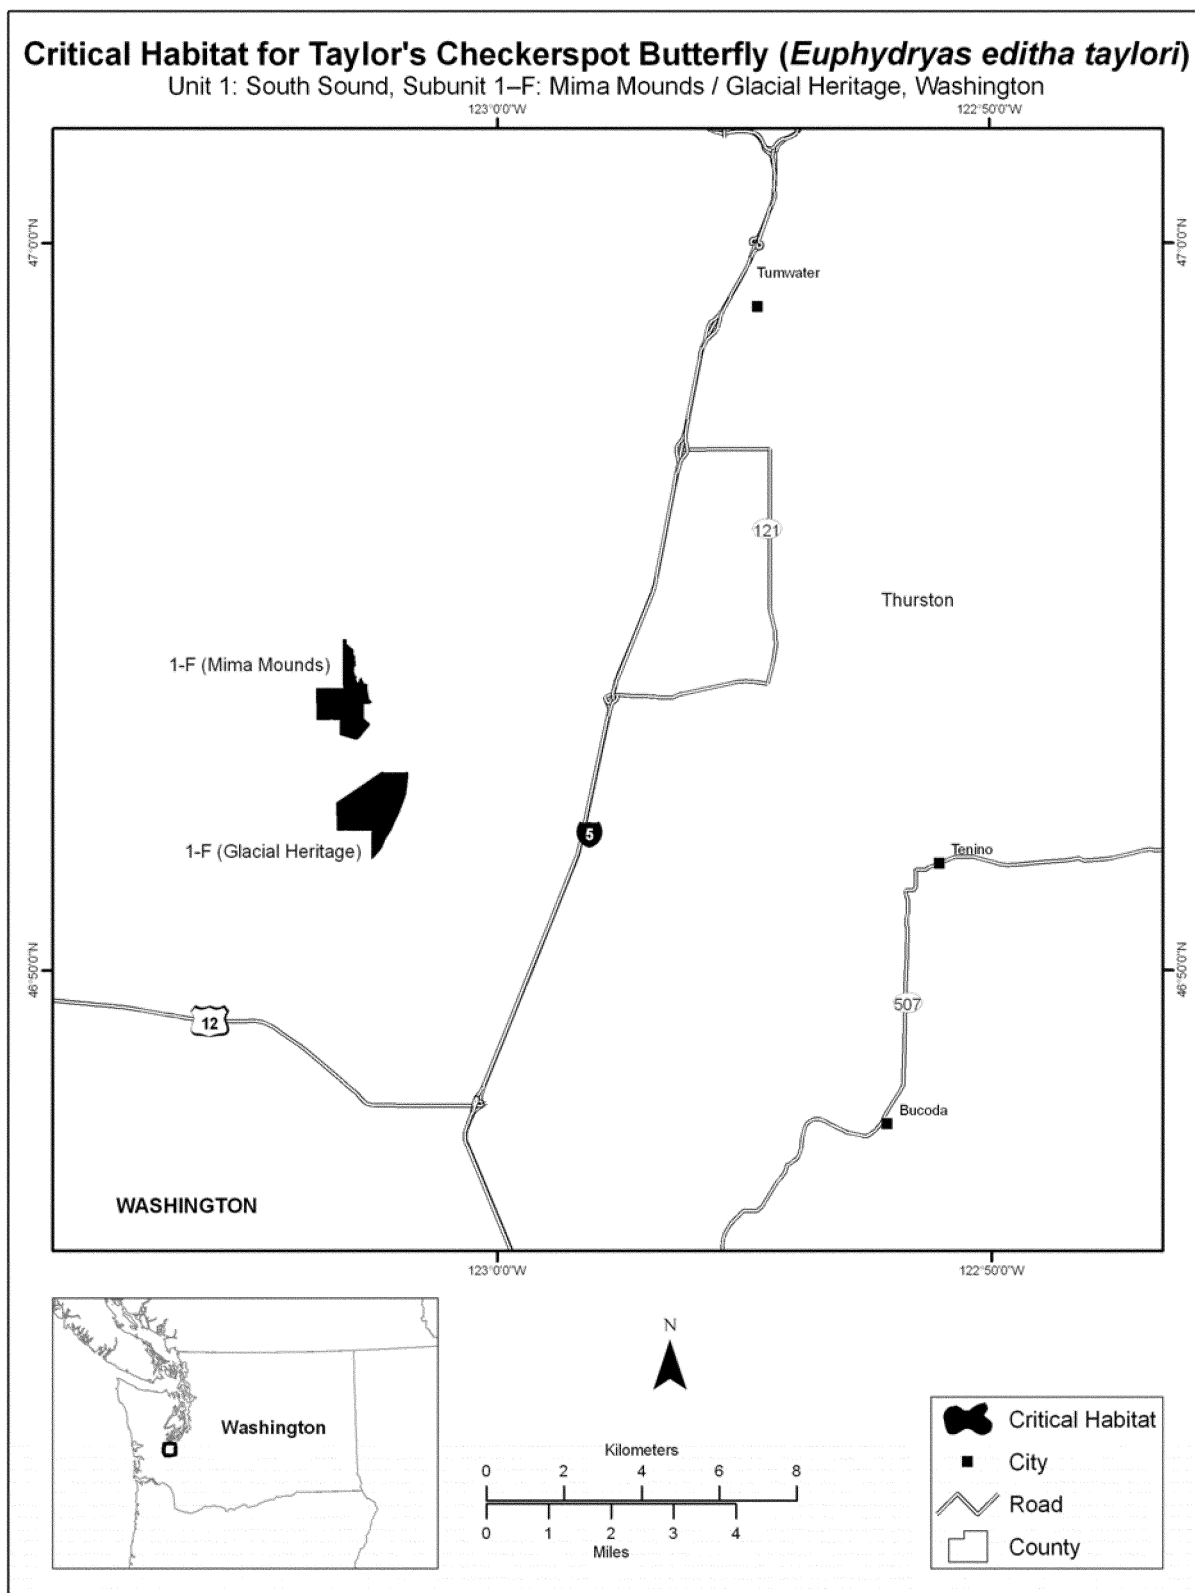 Critical Habitat for Taylor's Checkerspot Butterfly (Euphydryas editha taylori)
Unit 1: South Sound, Subunit 1–F: Mima Mounds / Glacial Heritage, Washington
123°0'0"W
122°50'0"W
47°0'0"N
47°0'0"N
Tumwater
121
Thurston
1-F (Mima Mounds)
5
1-F (Glacial Heritage)
Tenino
46°50'0"N
46°50'0"N
507
12
Bucoda
WASHINGTON
123°0'0"W
122°50'0"W
N
Washington
Kilometers
0 2 4 6 8
0 1 2 3 4
Miles
Critical Habitat
City
Road
County